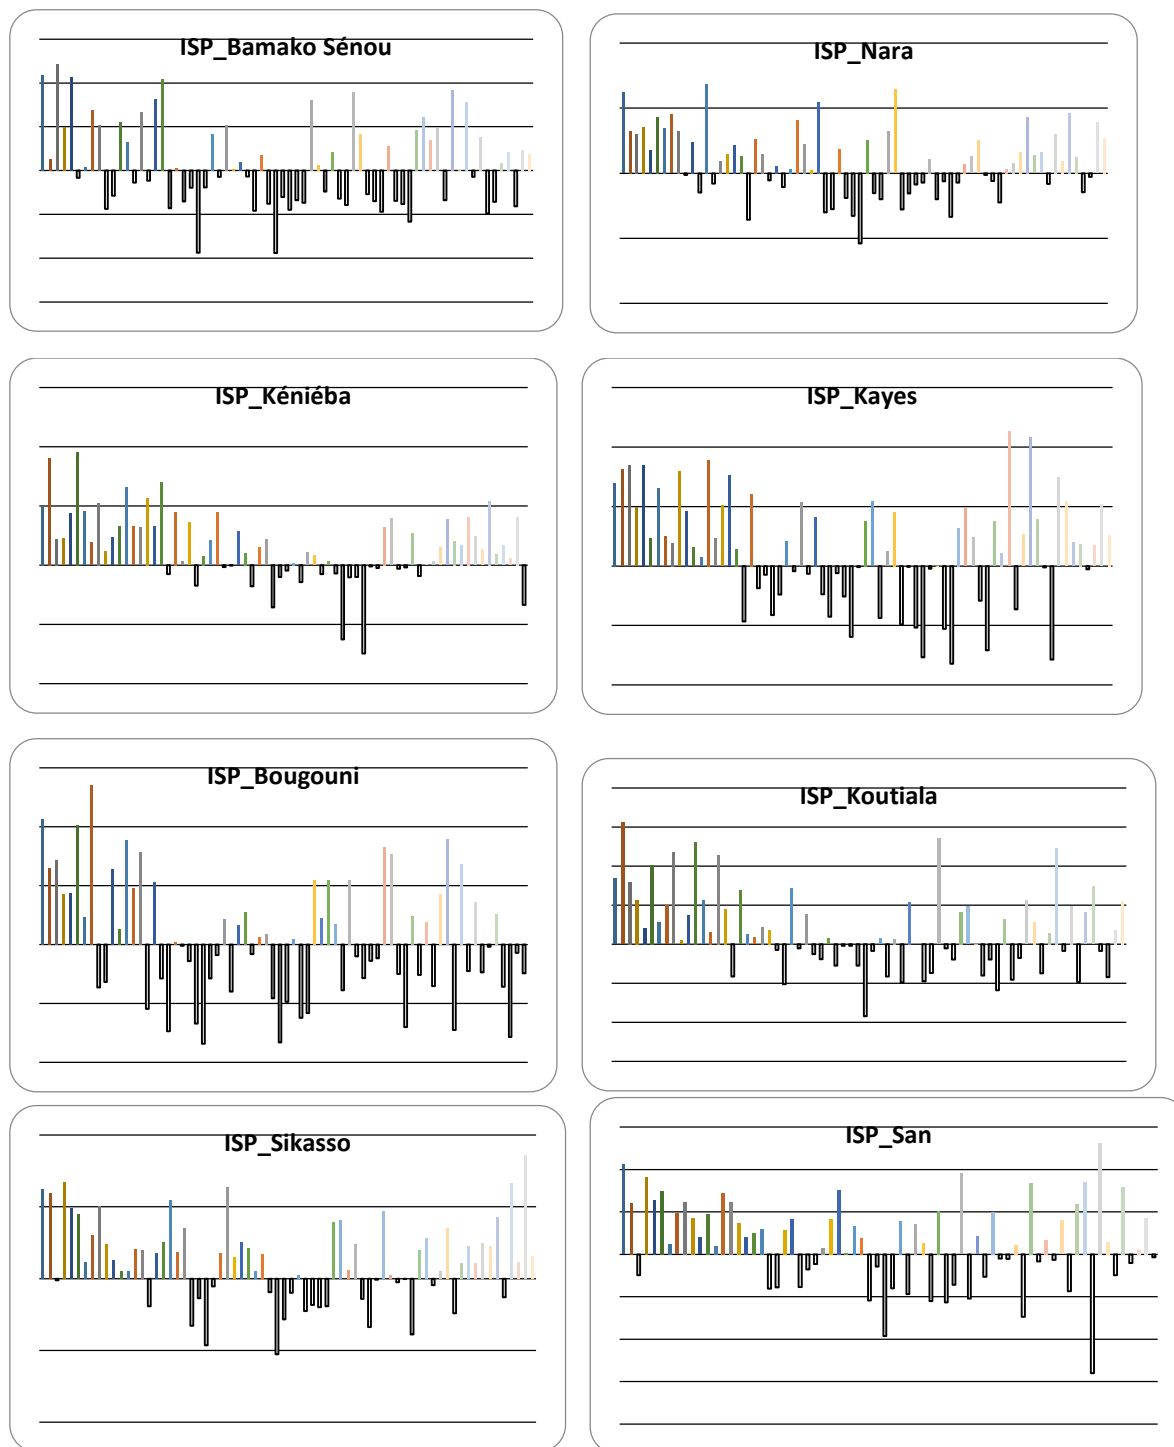 ISP_Bamako Sénou
ISP_Nara
ISP_Kéniéba
ISP_Kayes
ISP_Bougouni
ISP_Koutiala
ISP_Sikasso
ISP_San